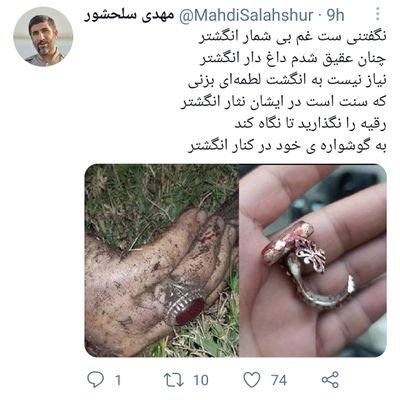 مهدی سلحشور @MahdiSalahshur · 9h
نگفتنی ست غم بی شمار انگشتر
چنان عقیق شدم داغ دار انگشتر
نیاز نیست به انگشت لطمه‌ای بزنی
که سنت است در ایشان نثار انگشتر
رقیه را نگذارید تا نگاه کند
به گوشواره ی خود در کنار انگشتر
1 10 74